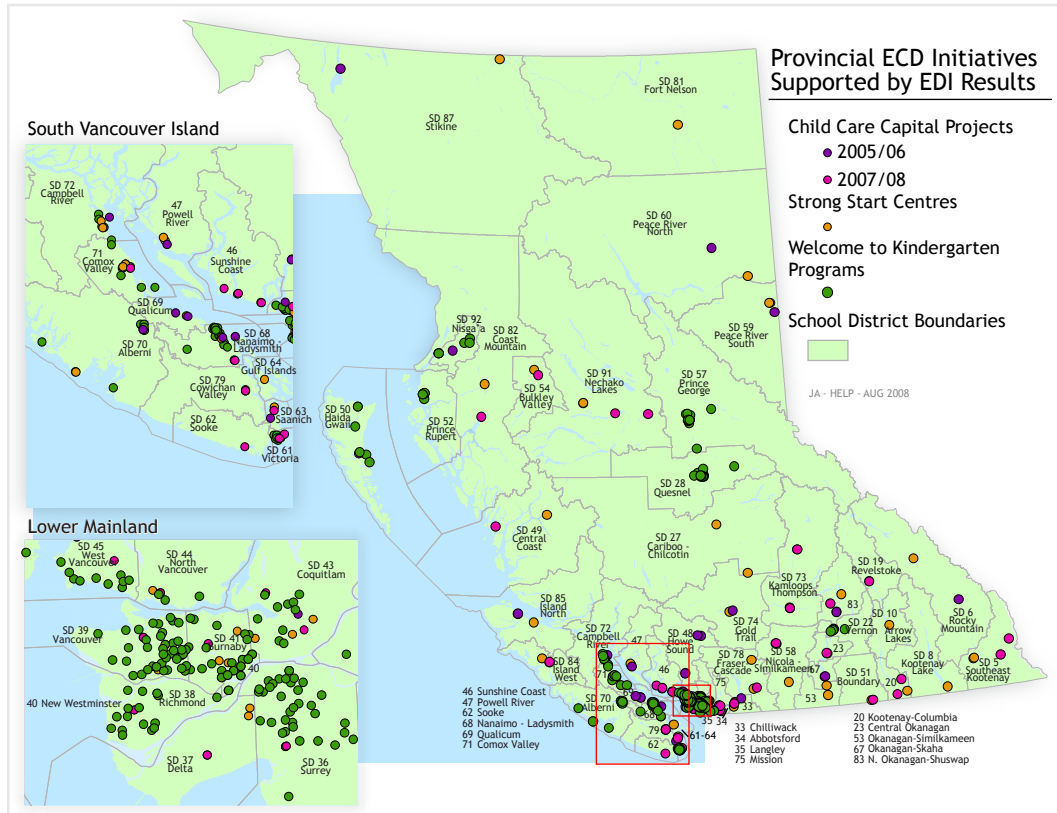 Provincial ECD Initiatives
Supported by EDI Results
Child Care Capital Projects
2005/06
2007/08
Strong Start Centres
Welcome to Kindergarten
Programs
School District Boundaries
JA - HELP - AUG 2008
South Vancouver Island
SD 72
Campbell
River
47
Powell
River
71
Comox
Valley
46
Sunshine
Coast
SD 69
Qualicum
SD 70
Alberni
SD 68
Nanaimo -
Ladysmith
SD 64
Gulf Islands
SD 79
Cowichan
Valley
SD 63
Saanich
SD 62
Sooke
SD 61
Victoria
Lower Mainland
SD 45
West
Vancouver
SD 44
North
Vancouver
SD 43
Coquitlam
SD 39
Vancouver
SD 41
Burnaby
40
40 New Westminster
SD 38
Richmond
SD 37
Delta
SD 36
Surrey
SD 81
Fort Nelson
SD 87
Stikine
SD 60
Peace River
North
SD 59
Peace River
South
SD 92
Nisga'a
SD 82
Coast
Mountain
SD 54
Bulkley
Valley
SD 91
Nechako
Lakes
SD 57
Prince
George
SD 50
Haida
Gwaii
SD 52
Prince
Rupert
SD 28
Quesnel
SD 49
Central
Coast
SD 27
Cariboo -
Chilcotin
SD 73
Kamloops -
Thompson
SD 19
Revelstoke
SD 85
Island
North
SD 72
Campbell
River
47
SD 48
Howe
Sound
SD 74
Gold
Trail
83
SD 22
Vernon
SD 10
Arrow
Lakes
SD 6
Rocky
Mountain
SD 84
Island
West
71
46
SD 78
Fraser
Cascade
SD 58
Nicola
Similkameen
23
67
SD 51
Boundary
SD 8
Kootenay
Lake
SD 5
Southeast
Kootenay
SD 70
Alberni
69
68
75
35
34
33
53
20
79
62
61-64
46 Sunshine Coast
47 Powell River
62 Sooke
68 Nanaimo - Ladysmith
69 Qualicum
71 Comox Valley
33 Chilliwack
34 Abbotsford
35 Langley
75 Mission
20 Kootenay-Columbia
23 Central Okanagan
53 Okanagan-Similkameen
67 Okanagan-Skaha
83 N. Okanagan-Shuswap